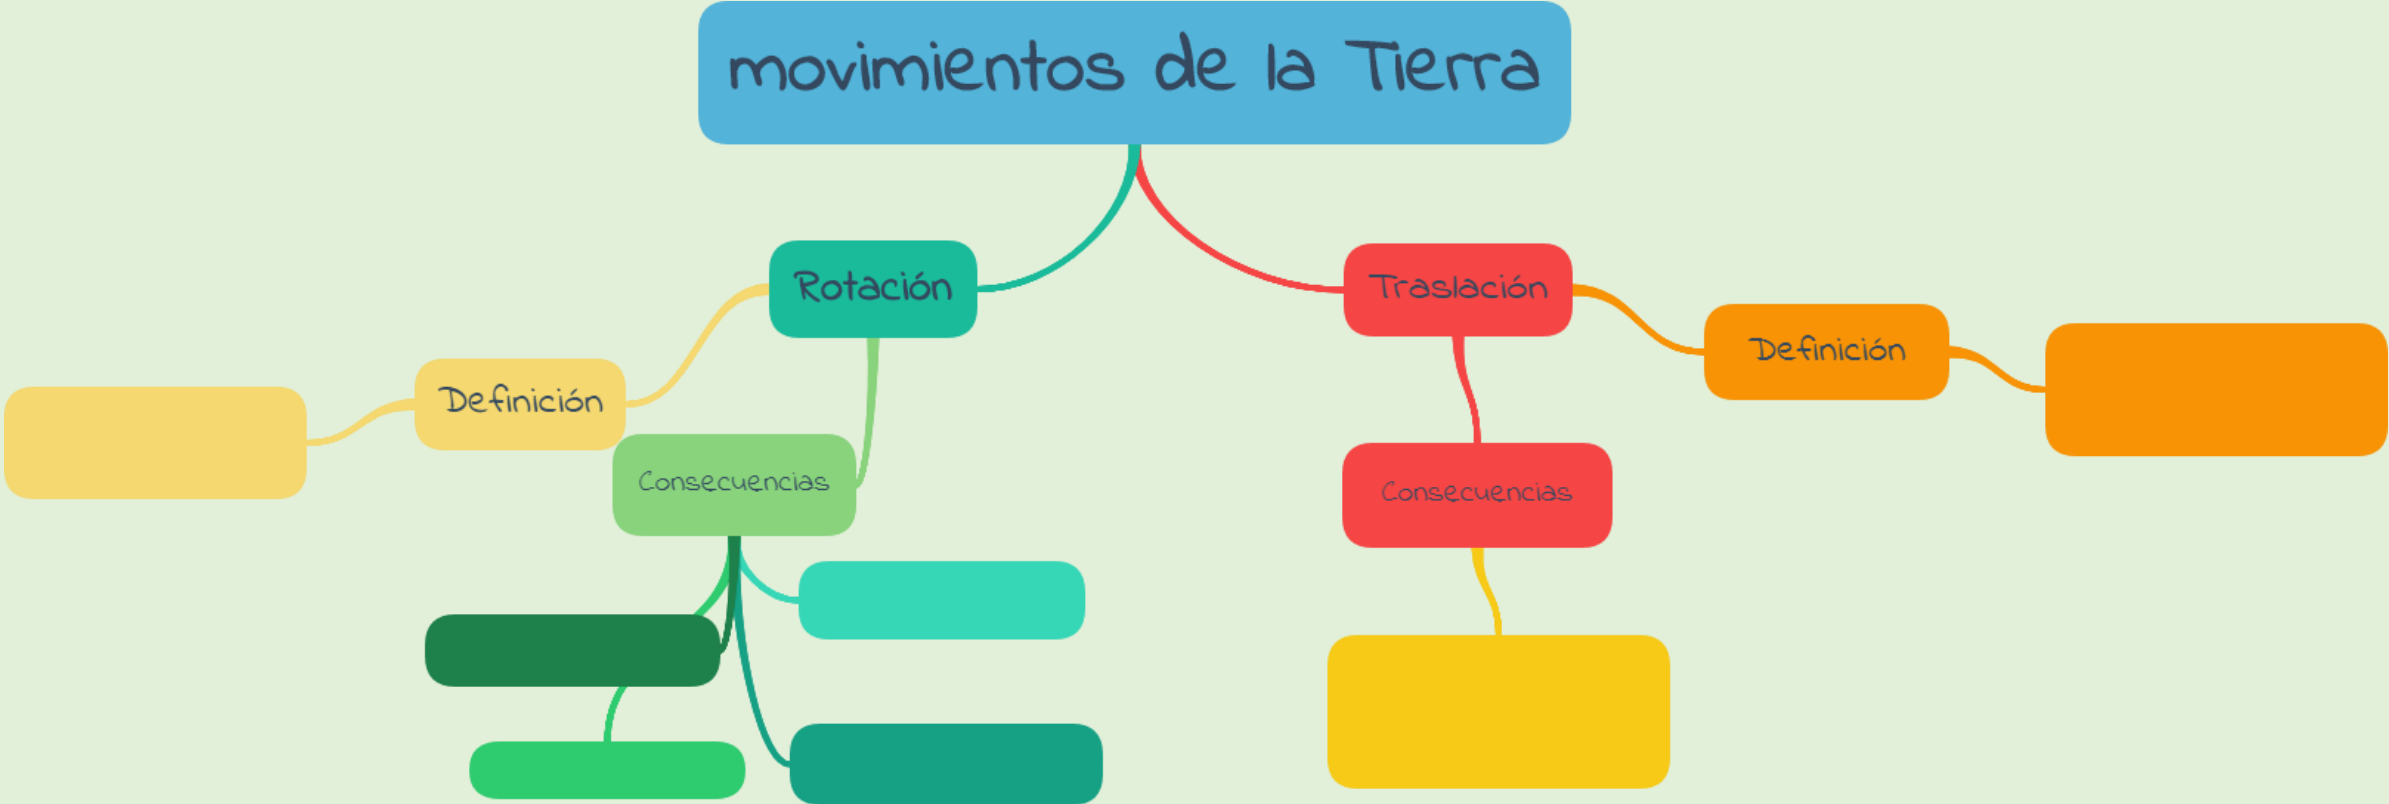 movimientos de la Tierra
Rotación
Traslación
Definición
Definición
Consecuencias
Consecuencias